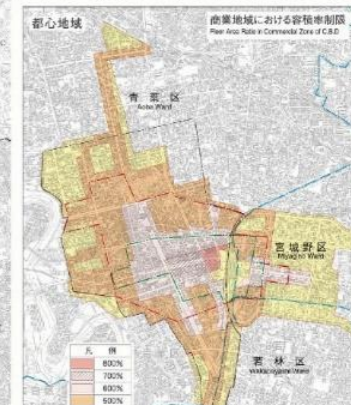 都心地域
商業地域における容積率制限
Floor Area Ratio in Commercial Zone of C.B.D
青葉区
Aoba Ward
宮城野区
Miyagino Ward
若林区
Wakabayashi Ward
凡例
800%
700%
600%
500%